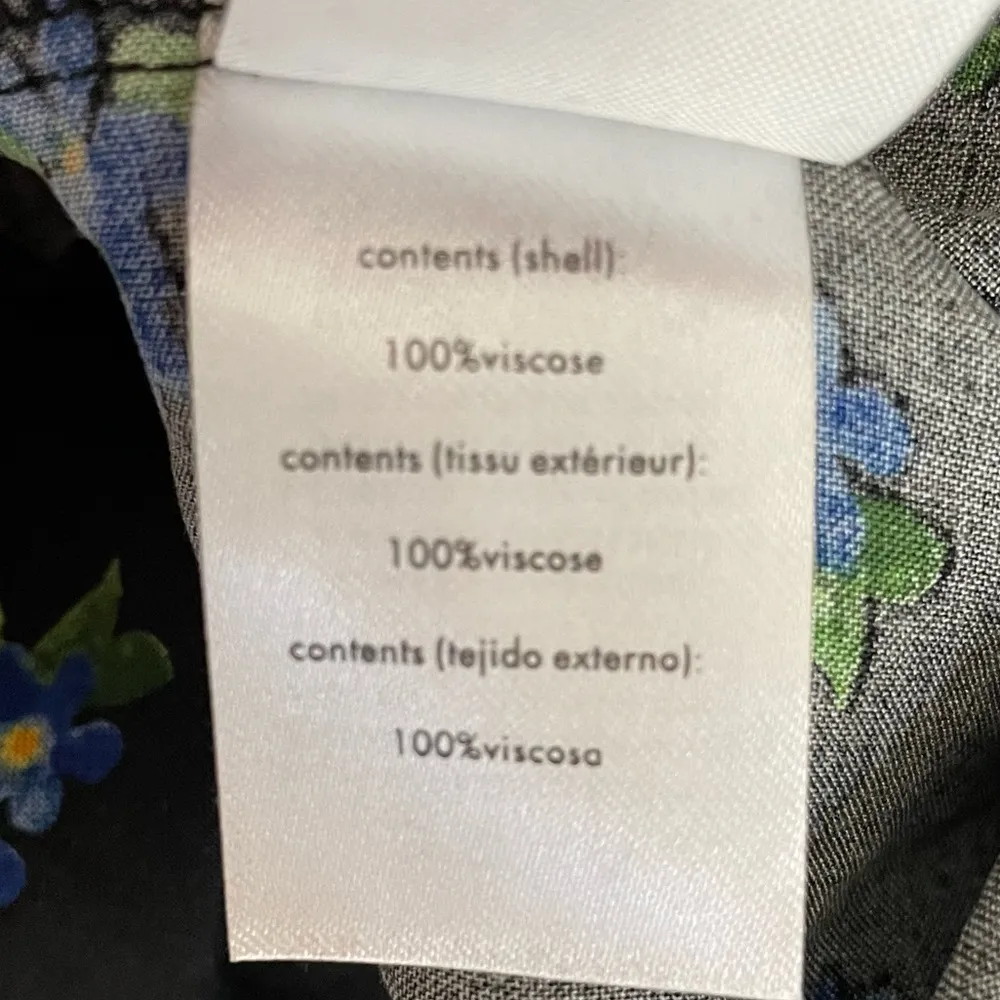 contents (shell):
100%viscose
contents (tissu extérieur):
100%viscose
contents (tejido externo):
100%viscosa